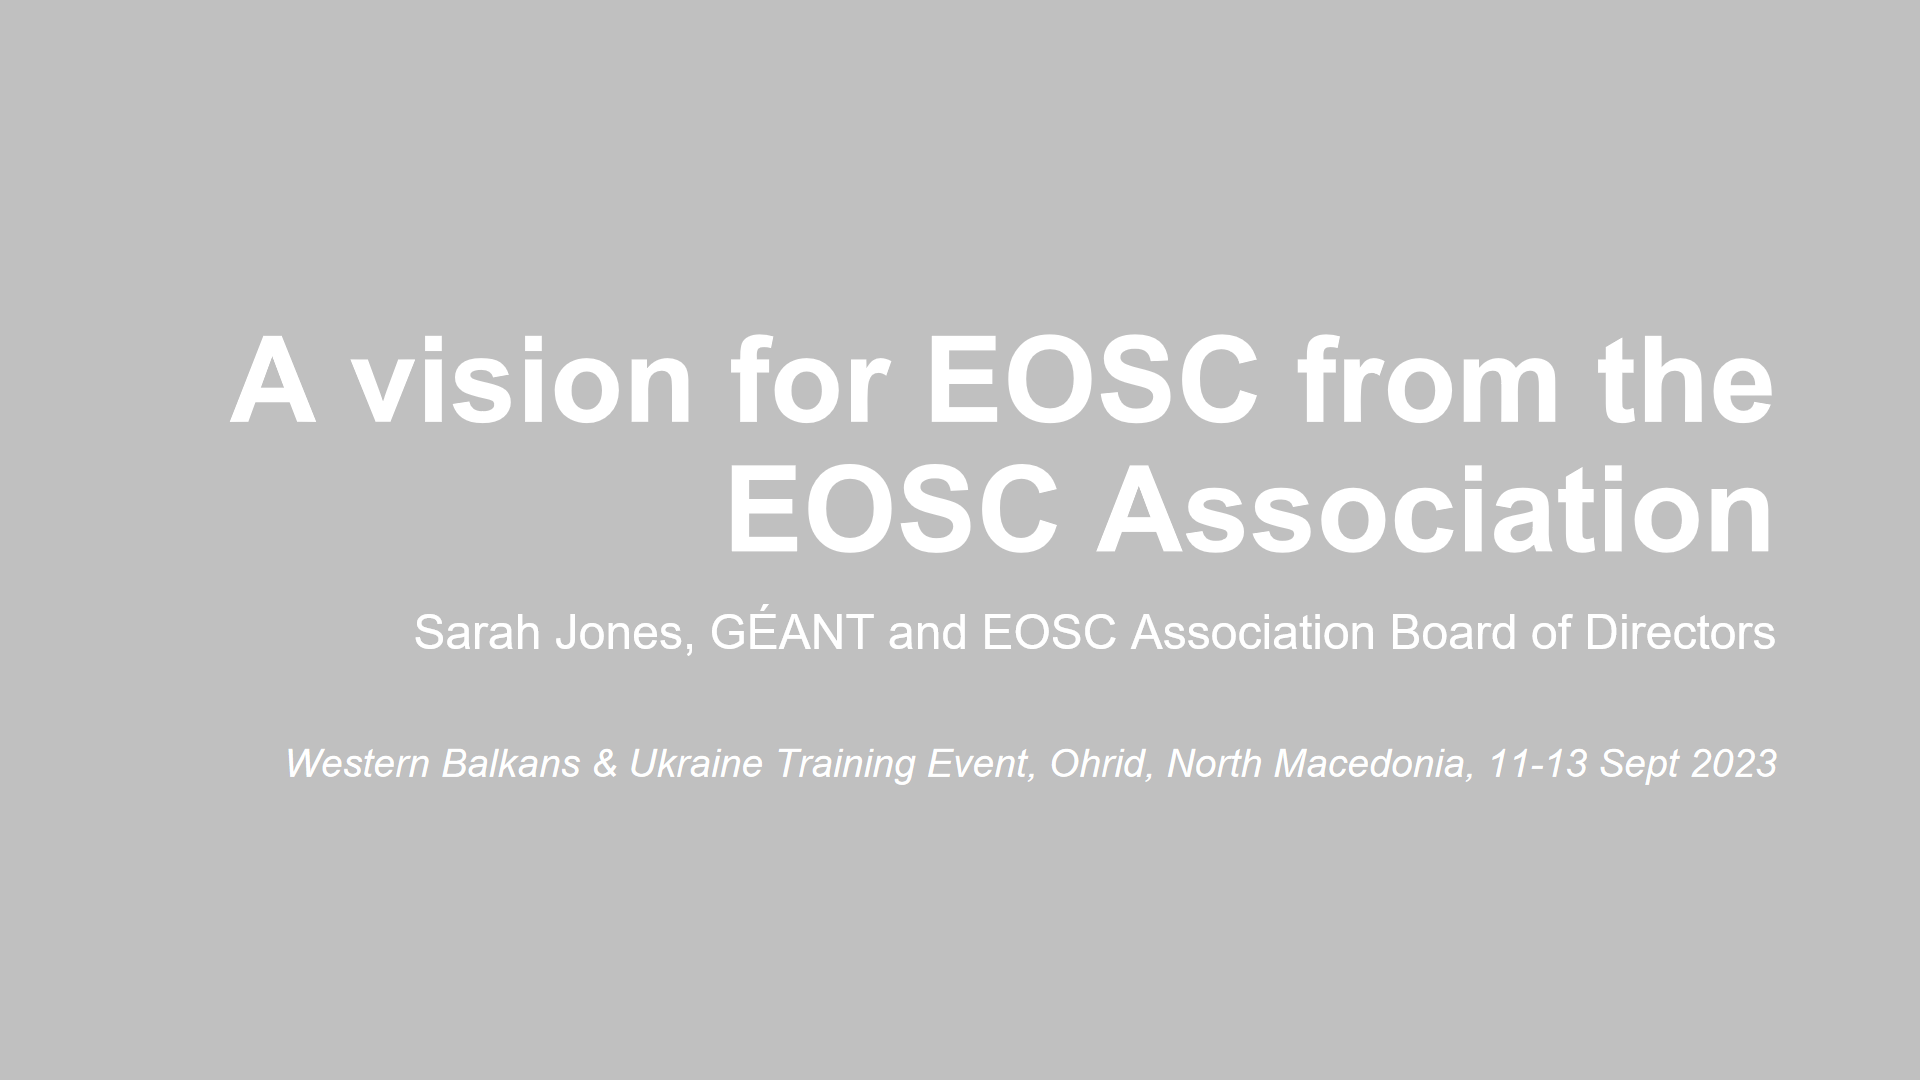 A vision for EOSC from the
EOSC Association
Sarah Jones, GÉANT and EOSC Association Board of Directors
Western Balkans & Ukraine Training Event, Ohrid, North Macedonia, 11-13 Sept 2023